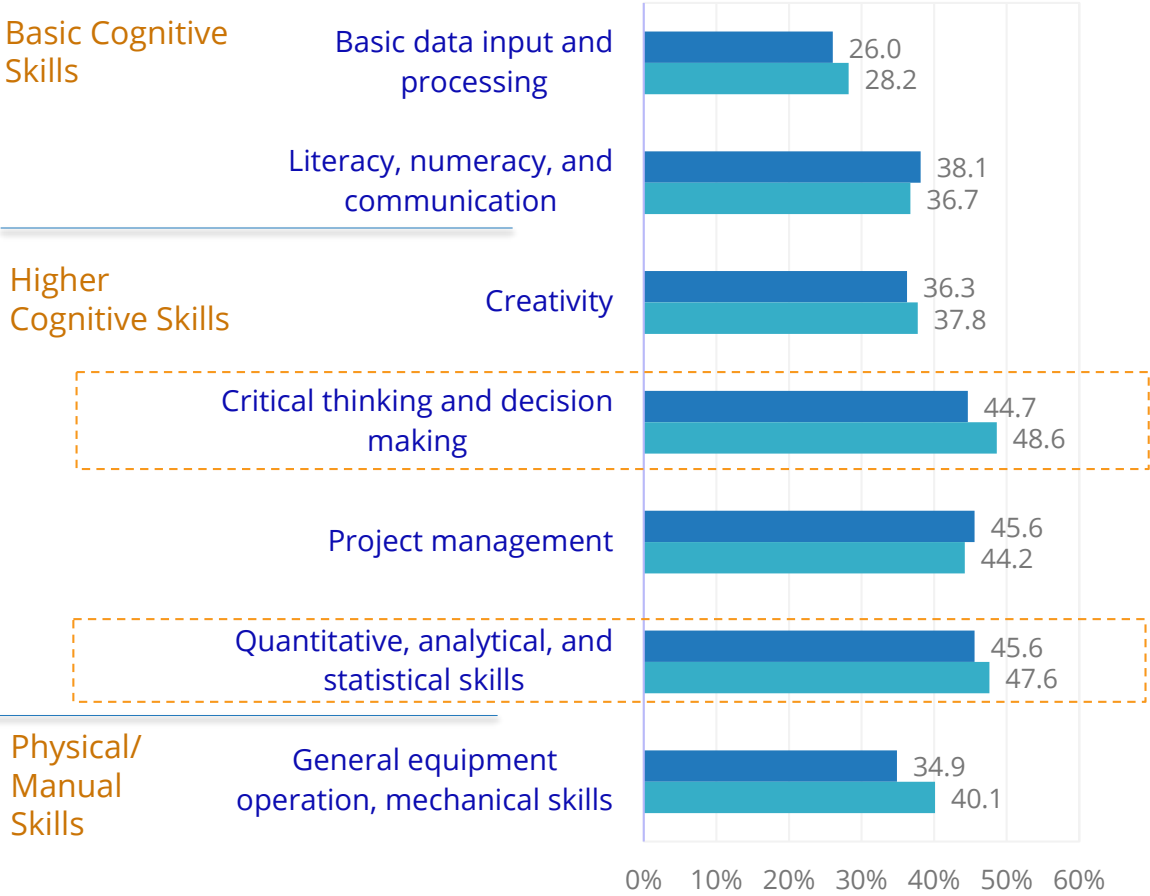 Basic Cognitive
Skills
Basic data input and
processing
26.0
28.2
Literacy, numeracy, and
communication
38.1
36.7
Higher
Cognitive Skills
Creativity
36.3
37.8
Critical thinking and decision
making
44.7
48.6
Project management
45.6
44.2
Quantitative, analytical, and
statistical skills
45.6
47.6
Physical/
Manual
Skills
General equipment
operation, mechanical skills
34.9
40.1
0% 10% 20% 30% 40% 50% 60%